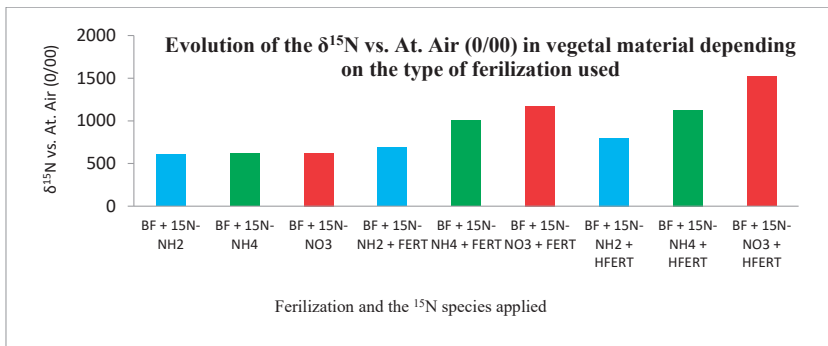 Evolution of the δ¹⁵N vs. At. Air (0/00) in vegetal material depending
on the type of ferilization used
δ¹⁵N vs. At. Air (0/00)
2000
1500
1000
500
0
BF + 15N-
NH2
BF + 15N-
NH4
BF + 15N-
NO3
BF + 15N-
NH2 + FERT
BF + 15N-
NH4 + FERT
BF + 15N-
NO3 + FERT
BF + 15N-
NH2 +
HFERT
BF + 15N-
NH4 +
HFERT
BF + 15N-
NO3 +
HFERT
Ferilization and the ¹⁵N species applied